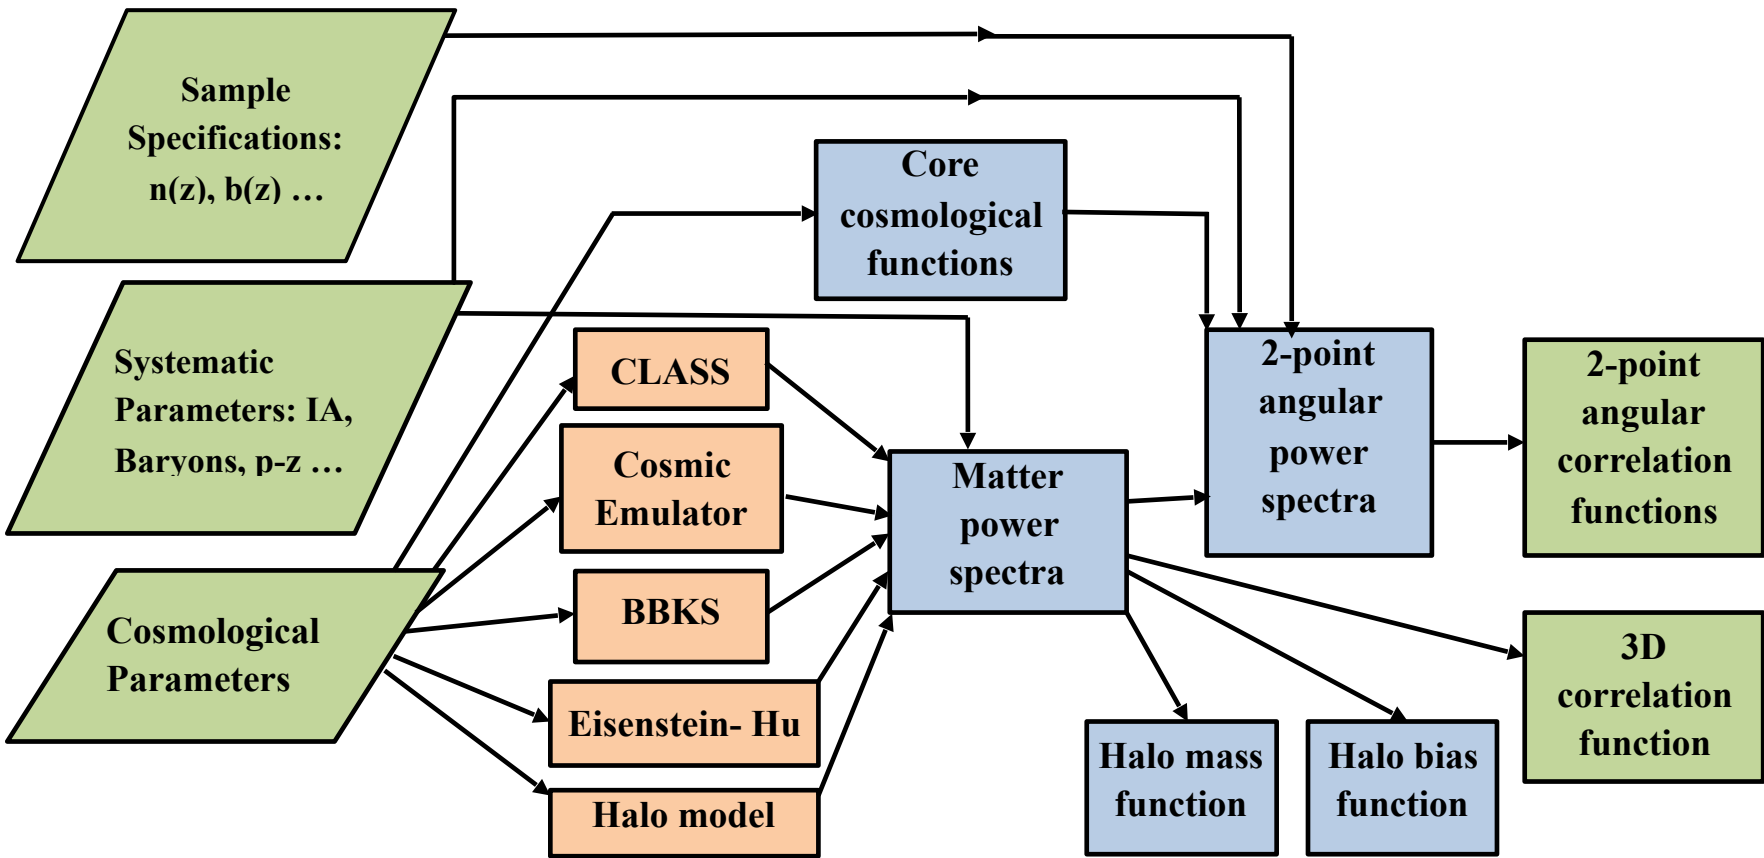 Sample
Specifications:
n(z), b(z) …
Systematic
Parameters: IA,
Baryons, p-z …
Cosmological
Parameters
Core
cosmological
functions
CLASS
Cosmic
Emulator
BBKS
Eisenstein- Hu
Halo model
Matter
power
spectra
2-point
angular
power
spectra
2-point
angular
correlation
functions
3D
correlation
function
Halo mass
function
Halo bias
function